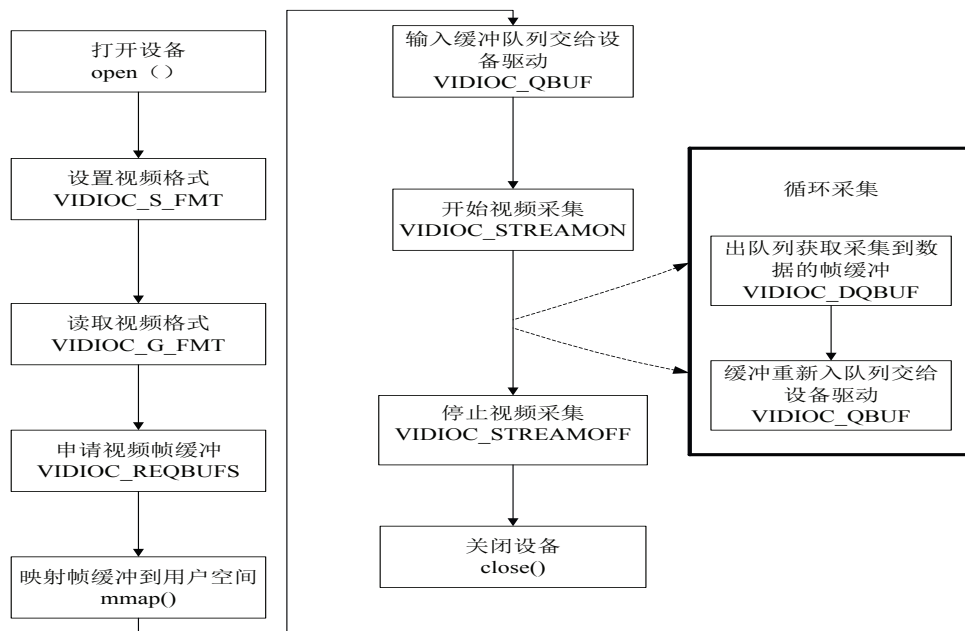 打开设备
open（）
设置视频格式
VIDIOC_S_FMT
读取视频格式
VIDIOC_G_FMT
申请视频帧缓冲
VIDIOC_REQBUFS
映射帧缓冲到用户空间
mmap()
输入缓冲队列交给设
备驱动
VIDIOC_QBUF
开始视频采集
VIDIOC_STREAMON
停止视频采集
VIDIOC_STREAMOFF
关闭设备
close()
循环采集
出队列获取采集到数
据的帧缓冲
VIDIOC_DQBUF
缓冲重新入队列交给
设备驱动
VIDIOC_QBUF